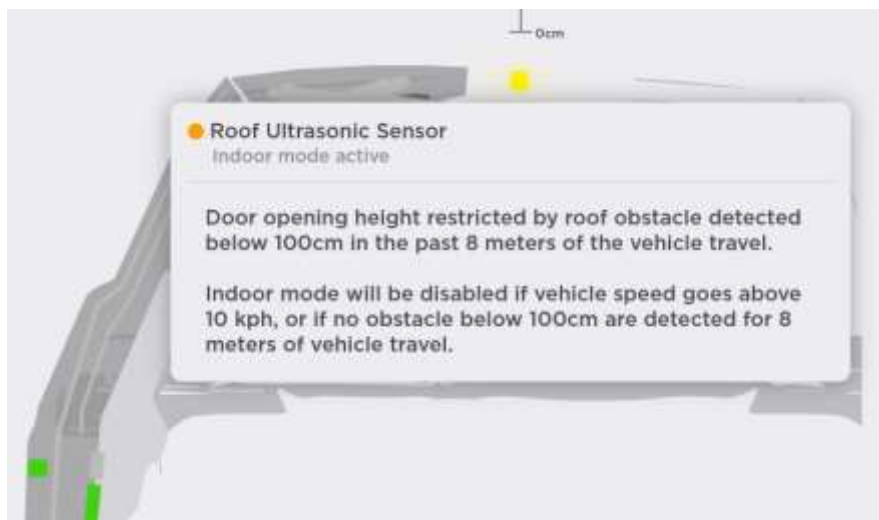 0cm
Roof Ultrasonic Sensor
Indoor mode active
Door opening height restricted by roof obstacle detected
below 100cm in the past 8 meters of the vehicle travel.
Indoor mode will be disabled if vehicle speed goes above
10 kph, or if no obstacle below 100cm are detected for 8
meters of vehicle travel.